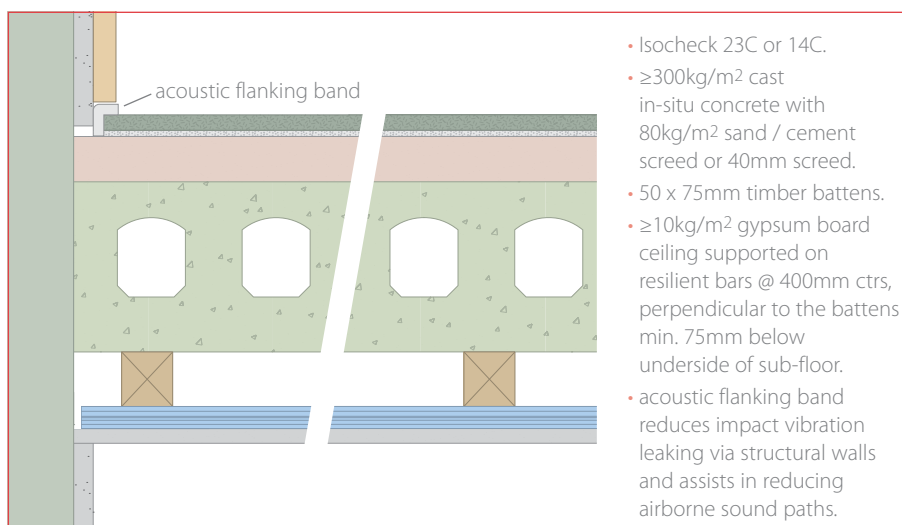 acoustic flanking band
• Isocheck 23C or 14C.
• ≥300kg/m2 cast
in-situ concrete with
80kg/m2 sand / cement
screed or 40mm screed.
• 50 x 75mm timber battens.
• ≥10kg/m2 gypsum board
ceiling supported on
resilient bars @ 400mm ctrs,
perpendicular to the battens
min. 75mm below
underside of sub-floor.
• acoustic flanking band
reduces impact vibration
leaking via structural walls
and assists in reducing
airborne sound paths.